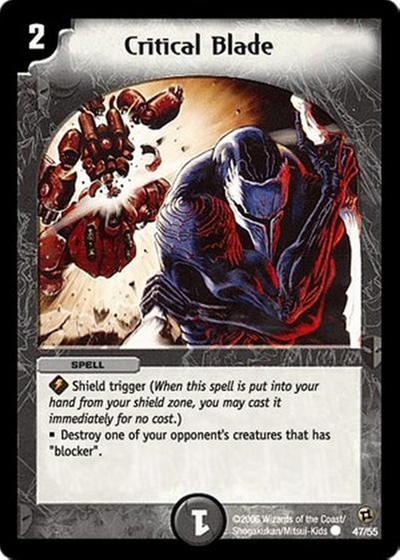 2
Critical Blade
SPELL
Shield trigger (When this spell is put into your
hand from your shield zone, you may cast it
immediately for no cost.)
▪ Destroy one of your opponent's creatures that has
"blocker".
1
©2006 Wizards of the Coast/
Shogakukan/Mitsui-Kids
47/55